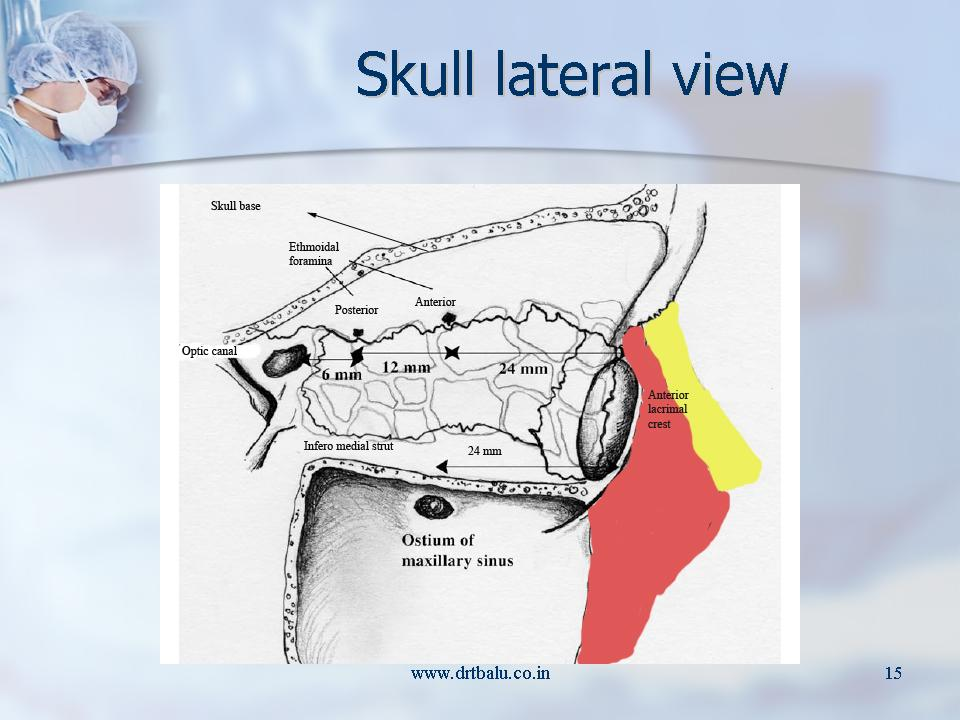 Skull lateral view
Skull base
Ethmoidal
foramina
Posterior
Anterior
Optic canal
6 mm
12 mm
24 mm
Anterior
lacrimal
crest
Infero medial strut
24 mm
Ostium of
maxillary sinus
www.drtbalu.co.in
15